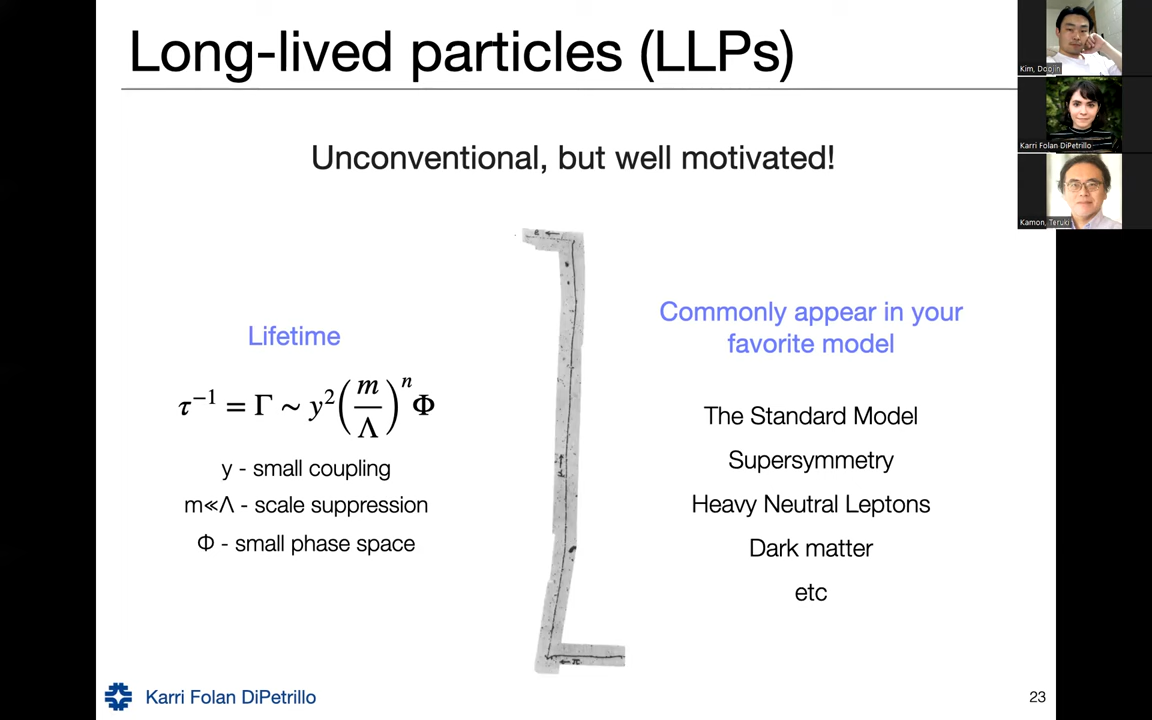 Long-lived particles (LLPs)
Unconventional, but well motivated!
Lifetime
τ⁻¹ = Γ ~ y²(m/Λ)ⁿΦ
y - small coupling
m≪Λ - scale suppression
Φ - small phase space
Commonly appear in your
favorite model
The Standard Model
Supersymmetry
Heavy Neutral Leptons
Dark matter
etc
e ←
μ
← π
Karri Folan DiPetrillo
23
Kim, Doojin
Karri Folan DiPetrillo
Kamon, Teruki